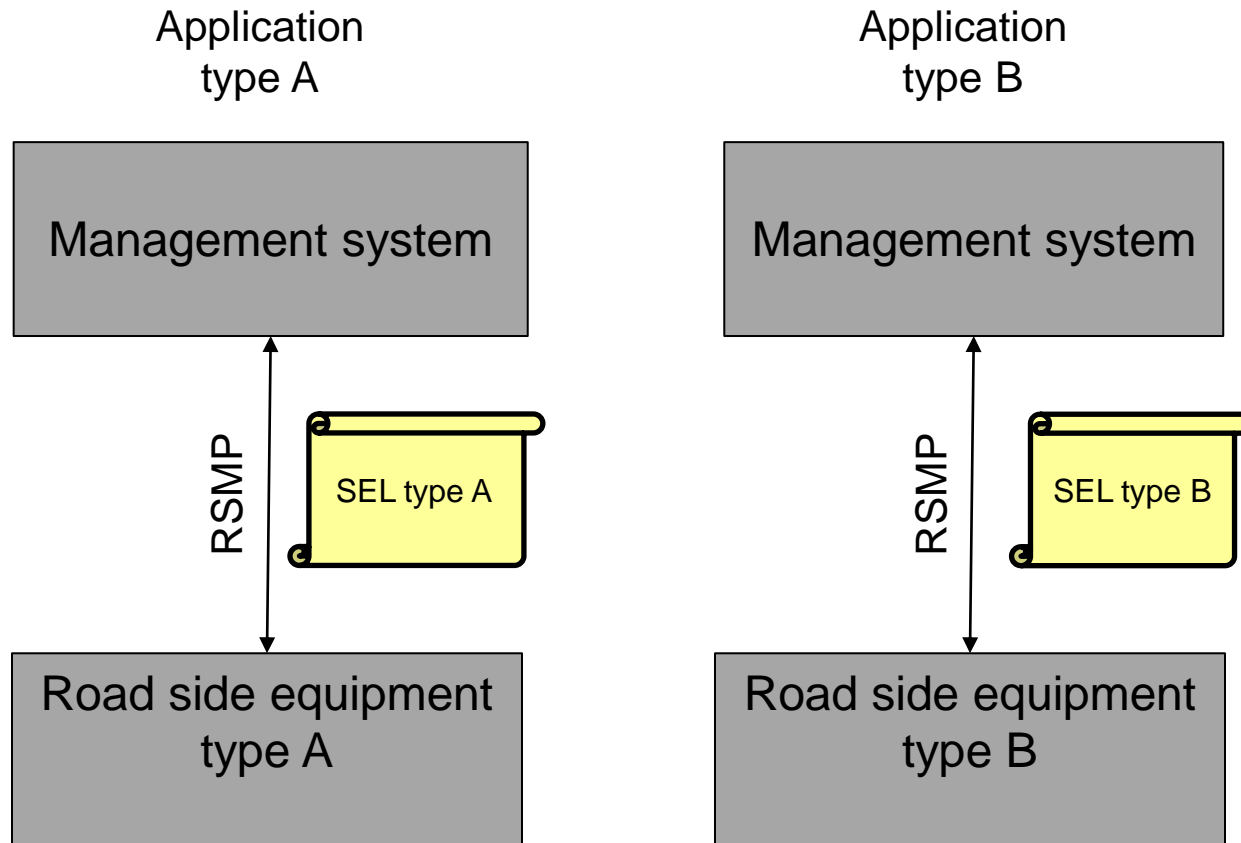 Application
type A
Application
type B
Management system
Management system
RSMP
SEL type A
RSMP
SEL type B
Road side equipment
type A
Road side equipment
type B